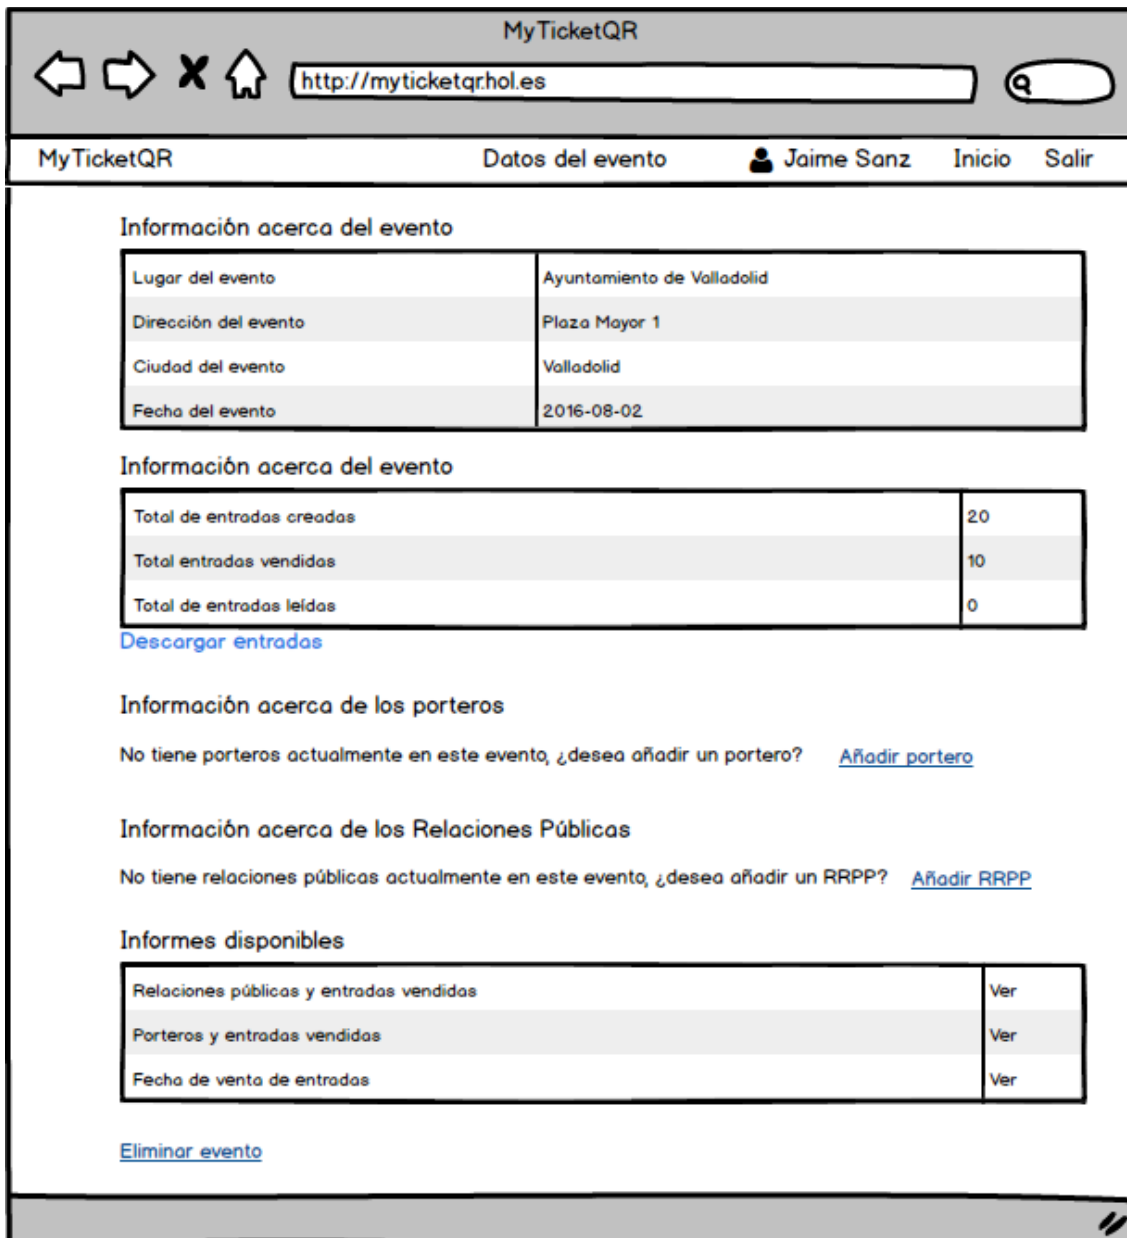 MyTicketQR
http://myticketqr.hol.es
MyTicketQR Datos del evento Jaime Sanz Inicio Salir
Información acerca del evento
Lugar del evento Ayuntamiento de Valladolid
Dirección del evento Plaza Mayor 1
Ciudad del evento Valladolid
Fecha del evento 2016-08-02
Información acerca del evento
Total de entradas creadas 20
Total entradas vendidas 10
Total de entradas leídas 0
Descargar entradas
Información acerca de los porteros
No tiene porteros actualmente en este evento, ¿desea añadir un portero? Añadir portero
Información acerca de los Relaciones Públicas
No tiene relaciones públicas actualmente en este evento, ¿desea añadir un RRPP? Añadir RRPP
Informes disponibles
Relaciones públicas y entradas vendidas Ver
Porteros y entradas vendidas Ver
Fecha de venta de entradas Ver
Eliminar evento